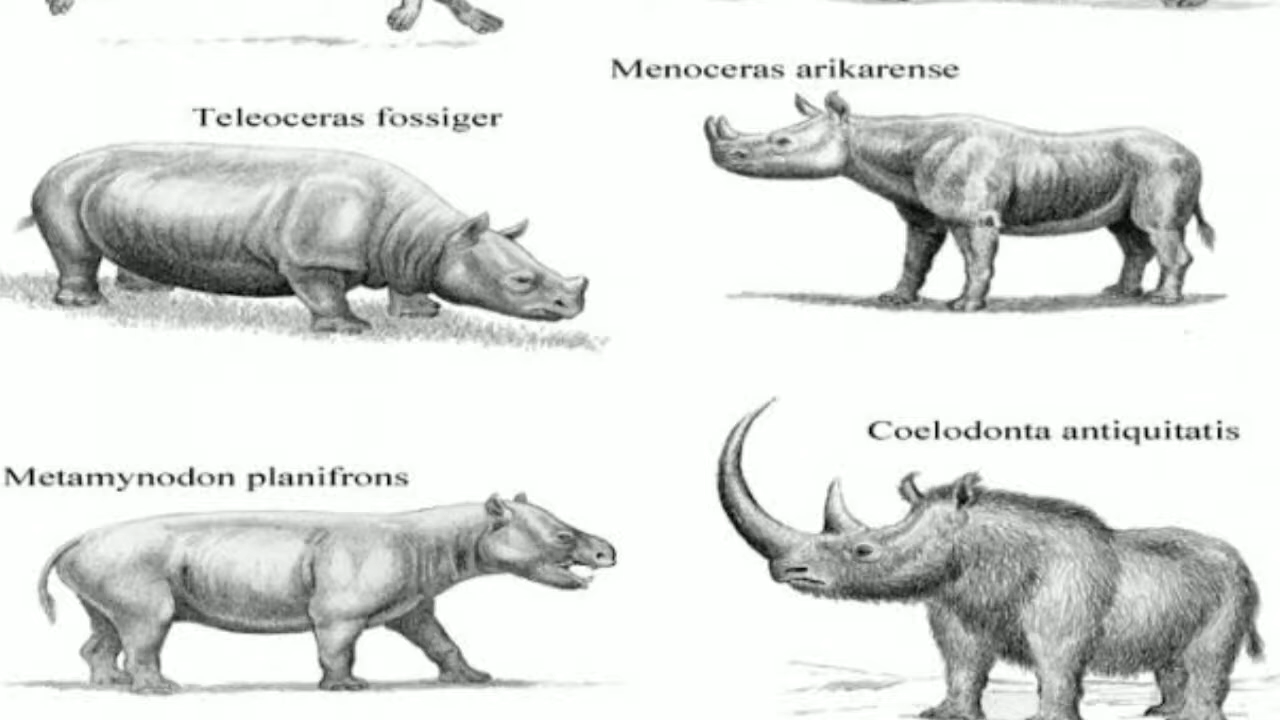 Menoceras arikarense
Teleoceras fossiger
Coelodonta antiquitatis
Metamynodon planifrons